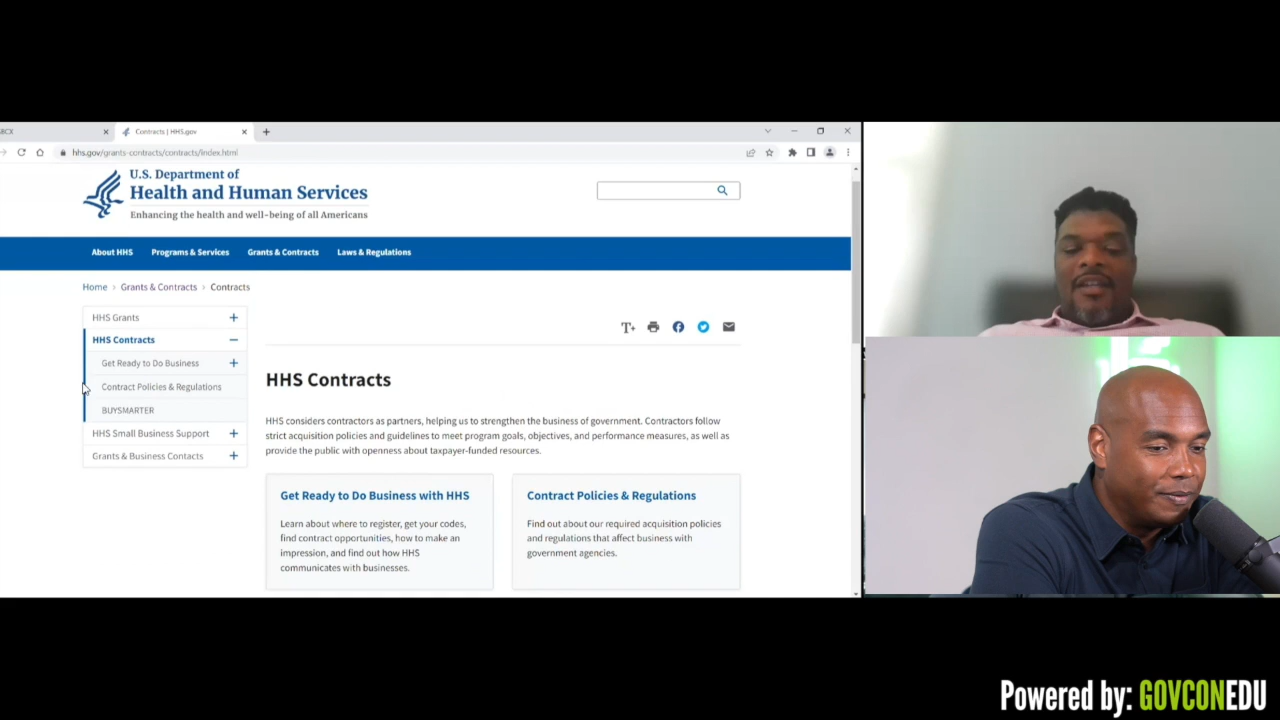 Contracts | HHS.gov
hhs.gov/grants-contracts/contracts/index.html
U.S. Department of
Health and Human Services
Enhancing the health and well-being of all Americans
About HHS Programs & Services Grants & Contracts Laws & Regulations
Home > Grants & Contracts > Contracts
HHS Grants +
HHS Contracts −
Get Ready to Do Business +
Contract Policies & Regulations
BUYSMARTER
HHS Small Business Support +
Grants & Business Contacts +
T+
HHS Contracts
HHS considers contractors as partners, helping us to strengthen the business of government. Contractors follow
strict acquisition policies and guidelines to meet program goals, objectives, and performance measures, as well as
provide the public with openness about taxpayer-funded resources.
Get Ready to Do Business with HHS
Learn about where to register, get your codes,
find contract opportunities, how to make an
impression, and find out how HHS
communicates with businesses.
Contract Policies & Regulations
Find out about our required acquisition policies
and regulations that affect business with
government agencies.
Powered by: GOVCONEDU